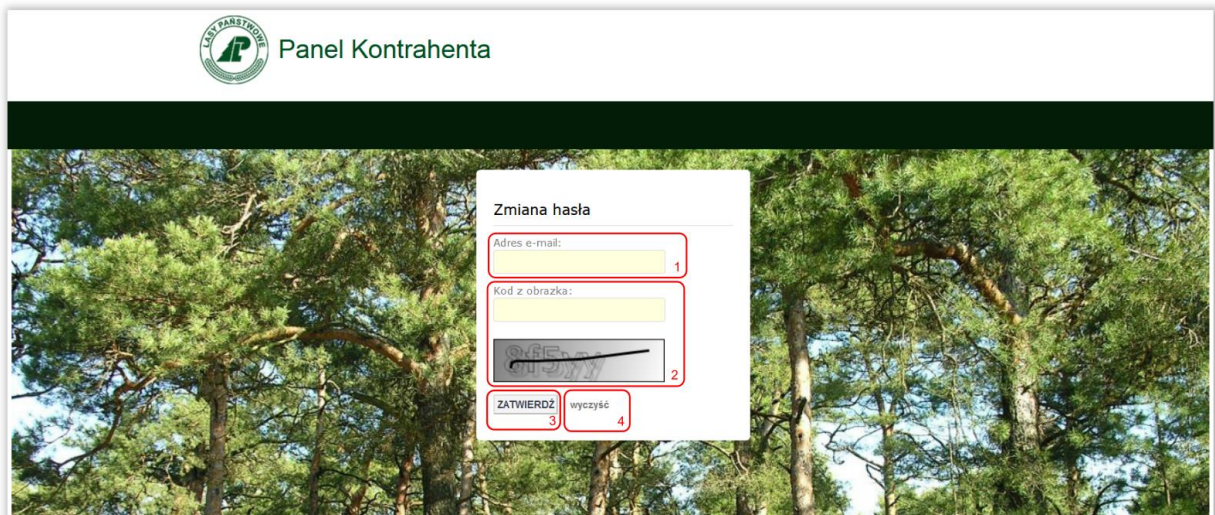 LASY PAŃSTWOWE
Panel Kontrahenta
Zmiana hasła
Adres e-mail:
1
Kod z obrazka:
2
ZATWIERDŹ
3
wyczyść
4